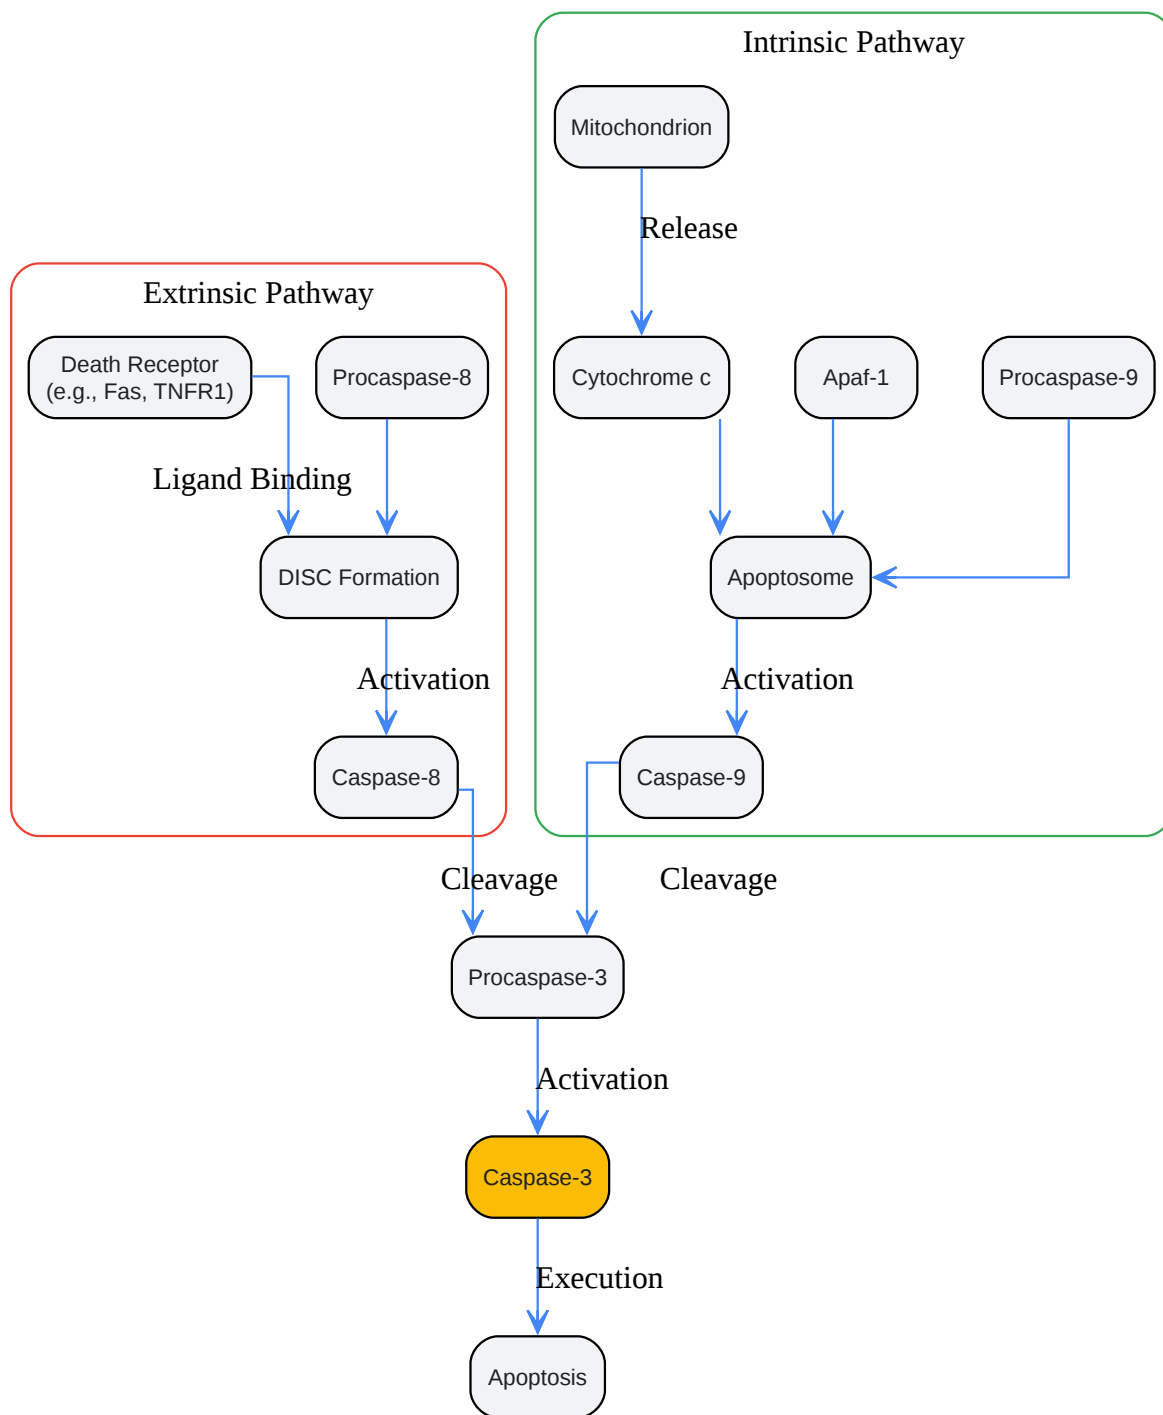 Intrinsic Pathway
Mitochondrion
Release
Extrinsic Pathway
Death Receptor
(e.g., Fas, TNFR1)
Procaspase-8
Cytochrome c
Apaf-1
Procaspase-9
Ligand Binding
DISC Formation
Apoptosome
Activation
Activation
Caspase-8
Caspase-9
Cleavage
Cleavage
Procaspase-3
Activation
Caspase-3
Execution
Apoptosis